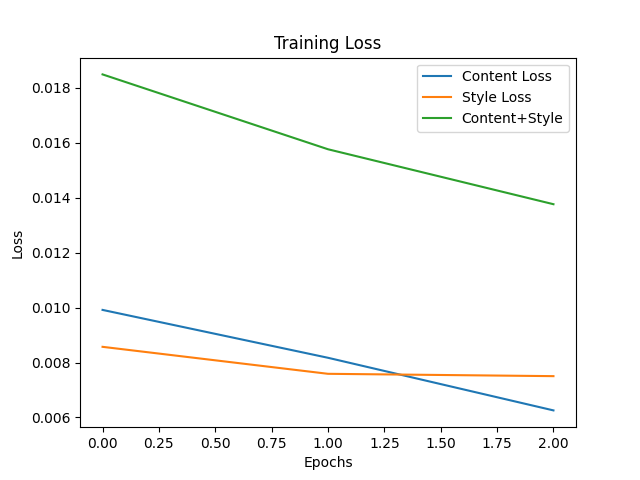 Training Loss
Content Loss
Style Loss
Content+Style
0.018
0.016
0.014
0.012
0.010
0.008
0.006
Loss
0.00 0.25 0.50 0.75 1.00 1.25 1.50 1.75 2.00
Epochs